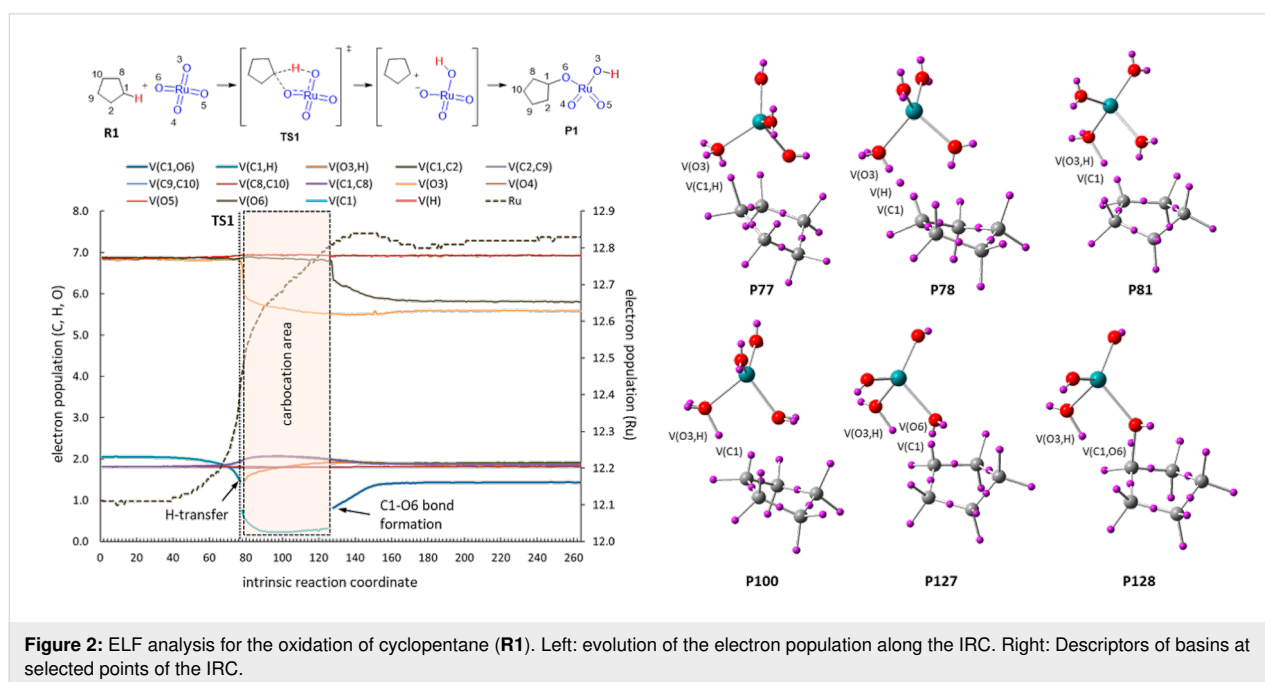 10 8 1 H 9 2
R1
+
3 6 O Ru O 5 O 4
H O O Ru O O ‡
TS1
+ H O −O Ru O O
3 O H 6 O 8 1 Ru 10 4 O O5 9 2
P1
V(C1,O6) V(C1,H) V(O3,H) V(C1,C2) V(C2,C9)
V(C9,C10) V(C8,C10) V(C1,C8) V(O3) V(O4)
V(O5) V(O6) V(C1) V(H) Ru
TS1
electron population (C, H, O)
8.0
7.0
6.0
5.0
4.0
3.0
2.0
1.0
0.0
carbocation area
H-transfer
C1-O6 bond
formation
12.9
12.8
12.7
12.6
12.5
12.4
12.3
12.2
12.1
12.0
electron population (Ru)
0 20 40 60 80 100 120 140 160 180 200 220 240 260
intrinsic reaction coordinate
V(O3)
V(C1,H)
P77
V(O3)
V(H)
V(C1)
P78
V(O3,H)
V(C1)
P81
V(O3,H)
V(C1)
P100
V(O6)
V(O3,H)
V(C1)
P127
V(O3,H)
V(C1,O6)
P128
Figure 2: ELF analysis for the oxidation of cyclopentane (R1). Left: evolution of the electron population along the IRC. Right: Descriptors of basins at
selected points of the IRC.